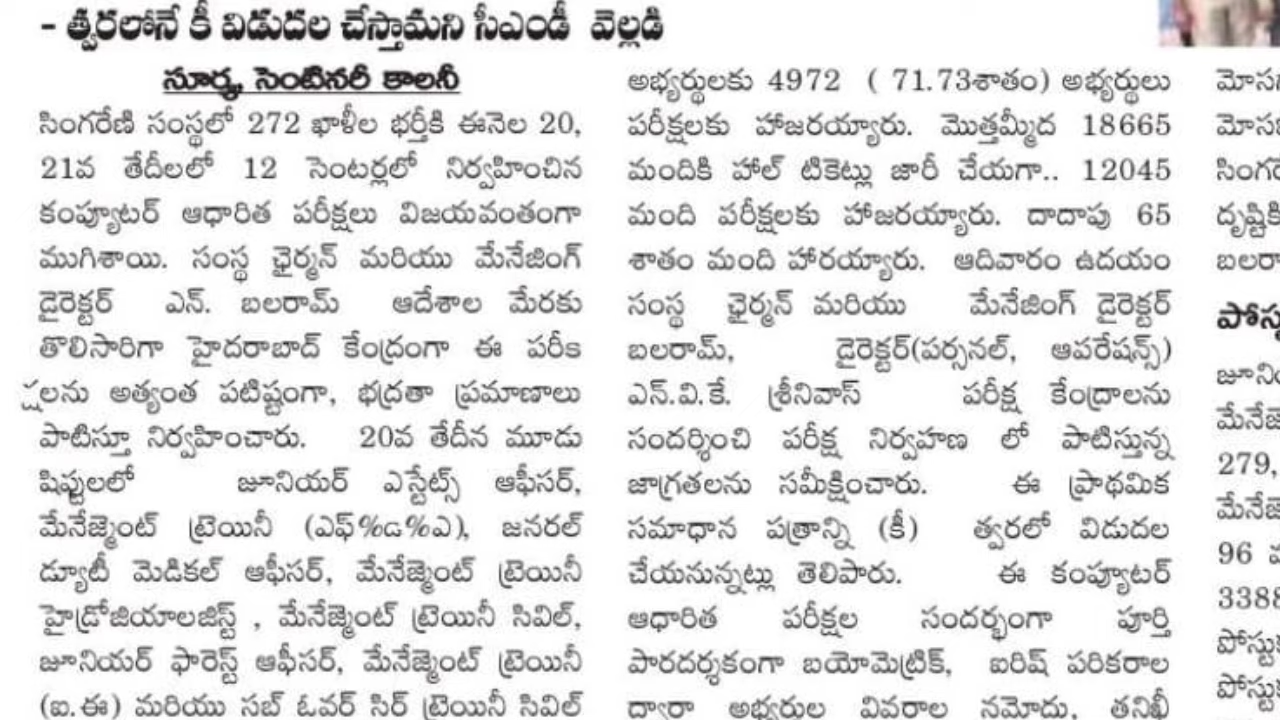 - త్వరలోనే కీ విడుదల చేస్తామని సీఎండీ వెల్లడి
సూర్య, సెంటినరీ కాలనీ
సింగరేణి సంస్థలో 272 ఖాళీల భర్తీకి ఈనెల 20,
21వ తేదీలలో 12 సెంటర్లలో నిర్వహించిన
కంప్యూటర్ ఆధారిత పరీక్షలు విజయవంతంగా
ముగిశాయి. సంస్థ ఛైర్మన్ మరియు మేనేజింగ్
డైరెక్టర్ ఎన్. బలరామ్ ఆదేశాల మేరకు
తొలిసారిగా హైదరాబాద్ కేంద్రంగా ఈ పరీక
్షలను అత్యంత పటిష్టంగా, భద్రతా ప్రమాణాలు
పాటిస్తూ నిర్వహించారు. 20వ తేదీన మూడు
షిఫ్టులలో జూనియర్ ఎస్టేట్స్ ఆఫీసర్,
మేనేజ్మెంట్ ట్రెయినీ (ఎఫ్%డ%ఎ), జనరల్
డ్యూటీ మెడికల్ ఆఫీసర్, మేనేజ్మెంట్ ట్రెయినీ
హైడ్రోజియాలజిస్ట్ , మేనేజ్మెంట్ ట్రెయినీ సివిల్,
జూనియర్ ఫారెస్ట్ ఆఫీసర్, మేనేజ్మెంట్ ట్రెయినీ
(ఐ.ఈ) మరియు సబ్ ఓవర్ సిర్ ట్రెయినీ సివిల్
అభ్యర్థులకు 4972 ( 71.73శాతం) అభ్యర్థులు
పరీక్షలకు హాజరయ్యారు. మొత్తమ్మీద 18665
మందికి హాల్ టికెట్లు జారీ చేయగా.. 12045
మంది పరీక్షలకు హాజరయ్యారు. దాదాపు 65
శాతం మంది హారయ్యారు. ఆదివారం ఉదయం
సంస్థ ఛైర్మన్ మరియు మేనేజింగ్ డైరెక్టర్
బలరామ్, డైరెక్టర్(పర్సనల్, ఆపరేషన్స్)
ఎన్.వి.కే. శ్రీనివాస్ పరీక్ష కేంద్రాలను
సందర్శించి పరీక్ష నిర్వహణ లో పాటిస్తున్న
జాగ్రతలను సమీక్షించారు. ఈ ప్రాథమిక
సమాధాన పత్రాన్ని (కీ) త్వరలో విడుదల
చేయనున్నట్లు తెలిపారు. ఈ కంప్యూటర్
ఆధారిత పరీక్షల సందర్భంగా పూర్తి
పారదర్శకంగా బయోమెట్రిక్, ఐరిష్ పరికరాల
ద్వారా అభ్యర్థుల వివరాల నమోదు, తనిఖీ
279,
96